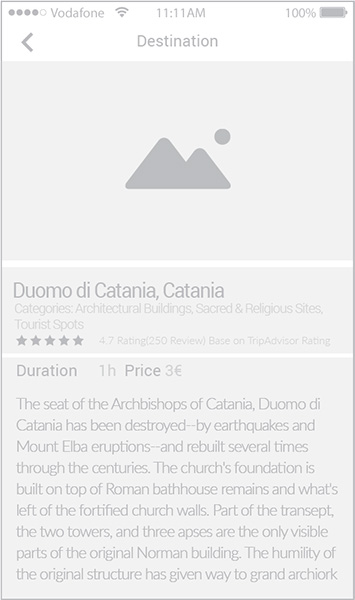 Vodafone 11:11AM 100%
Destination
Duomo di Catania, Catania
Categories: Architectural Buildings, Sacred & Religious Sites,
Tourist Spots
4.7 Rating(250 Review) Base on TripAdvisor Rating
Duration 1h Price 3€
The seat of the Archbishops of Catania, Duomo di
Catania has been destroyed--by earthquakes and
Mount Elba eruptions--and rebuilt several times
through the centuries. The church's foundation is
built on top of Roman bathhouse remains and what's
left of the fortified church walls. Part of the transept,
the two towers, and three apses are the only visible
parts of the original Norman building. The humility of
the original structure has given way to grand archiork